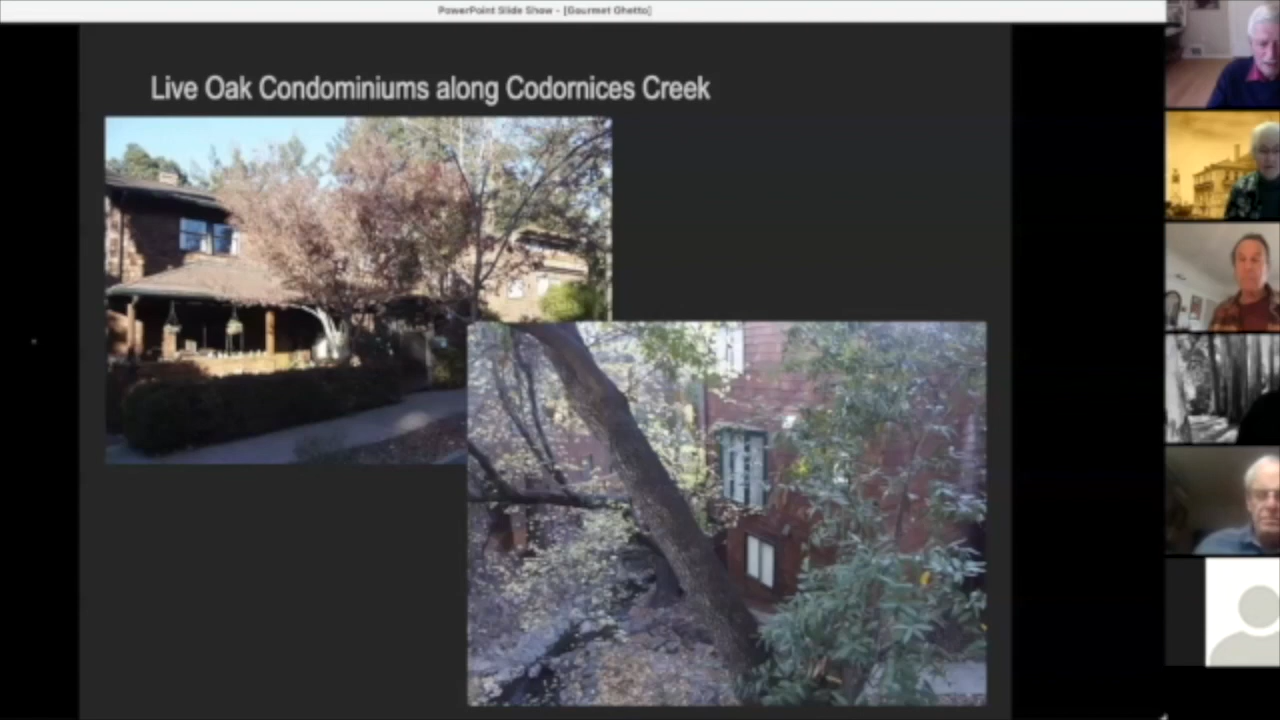 PowerPoint Slide Show - [Gourmet Ghetto]
Live Oak Condominiums along Codornices Creek